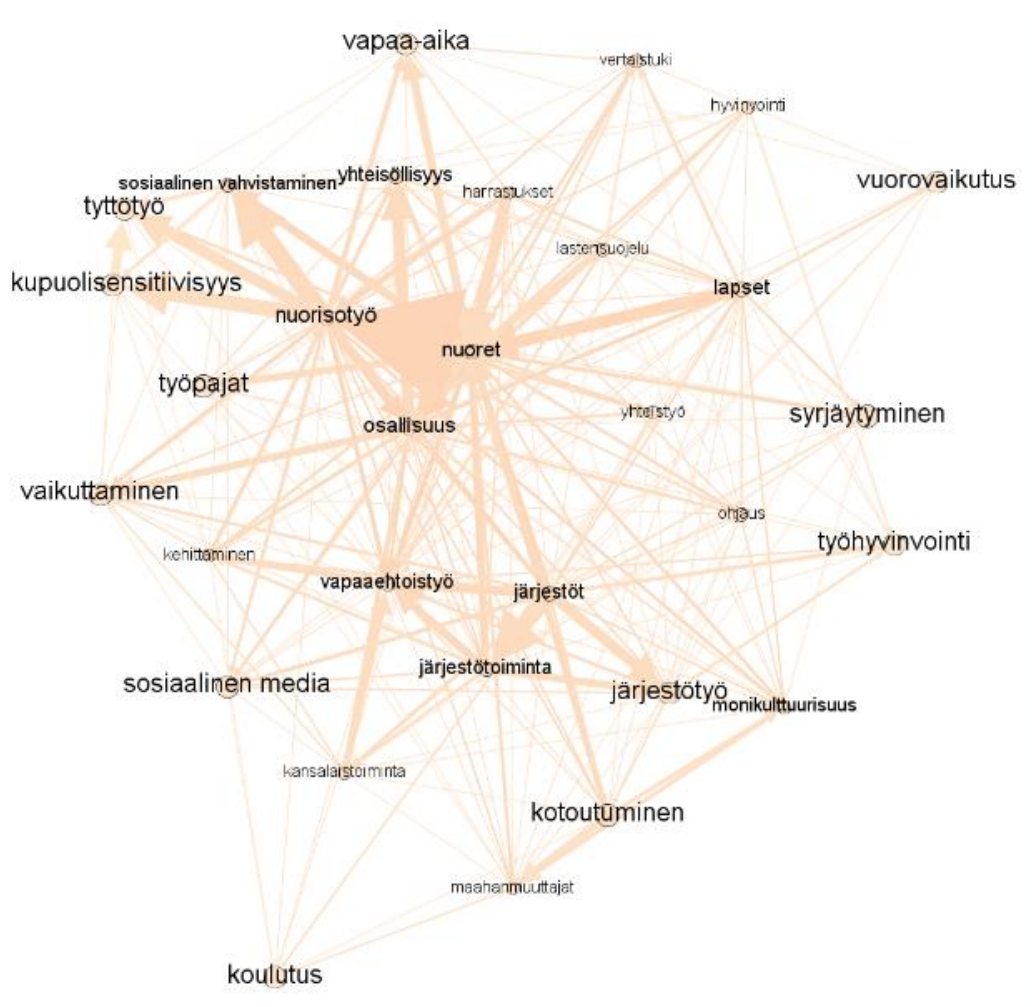 vapaa-aika
vertaistuki
hyvinvointi
sosiaalinen vahvistaminen
yhteisöllisyys
harrastukset
vuorovaikutus
tyttötyö
lastensuojelu
kupuolisensitiivisyys
lapset
nuorisotyö
nuoret
työpajat
osallisuus
yhteistyö
syrjäytyminen
vaikuttaminen
ohjaus
kehittäminen
työhyvinvointi
vapaaehtoistyö
järjestöt
järjestötoiminta
sosiaalinen media
järjestötyö
monikulttuurisuus
kansalaistoiminta
kotoutuminen
maahanmuuttajat
koulutus